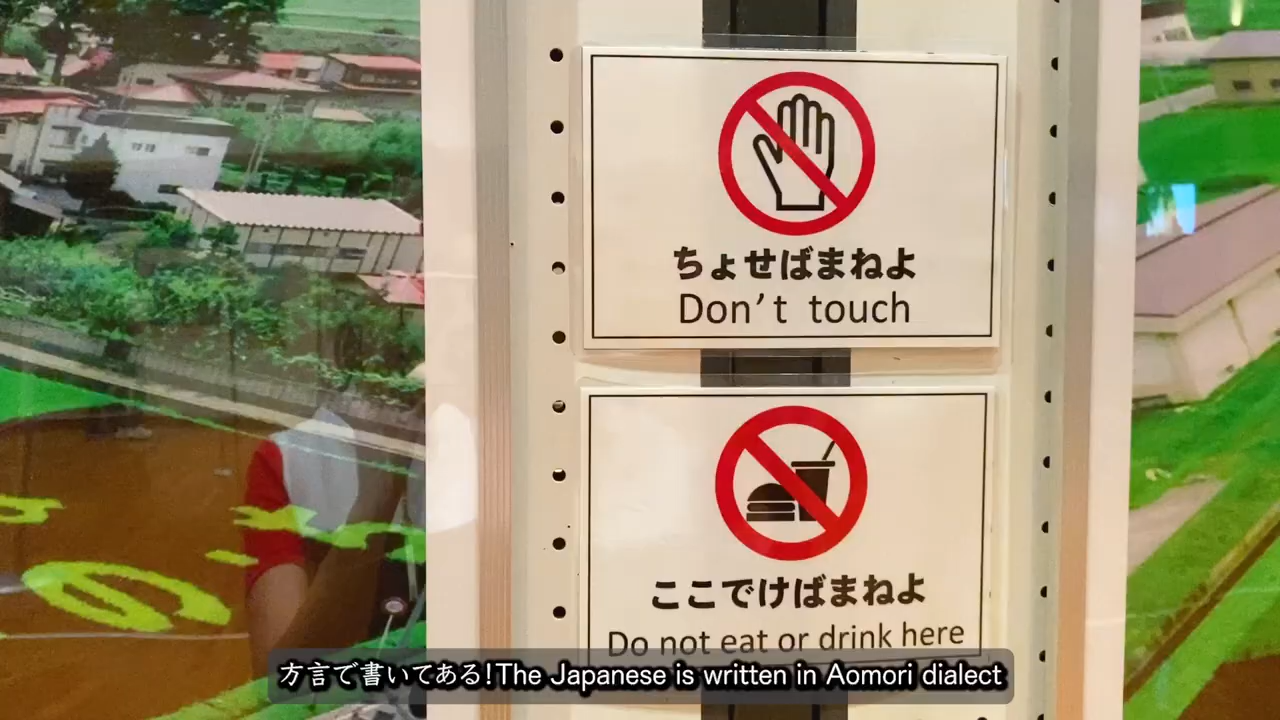 ちょせばまねよ
Don't touch
ここでけばまねよ
Do not eat or drink here
方言で書いてある!The Japanese is written in Aomori dialect